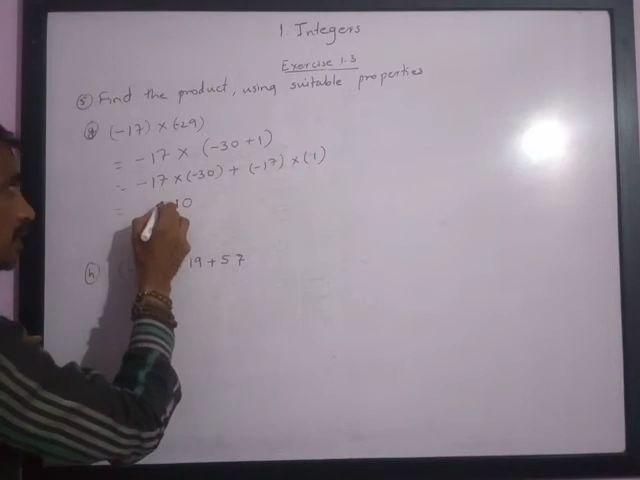 1 Integers
Exercise 1.3
⑤ Find the product, using suitable properties
ⓖ (-17) × (-29)
= -17 × (-30 + 1)
= -17 × (-30) + (-17) × (1)
= 10
ⓗ 19 + 57